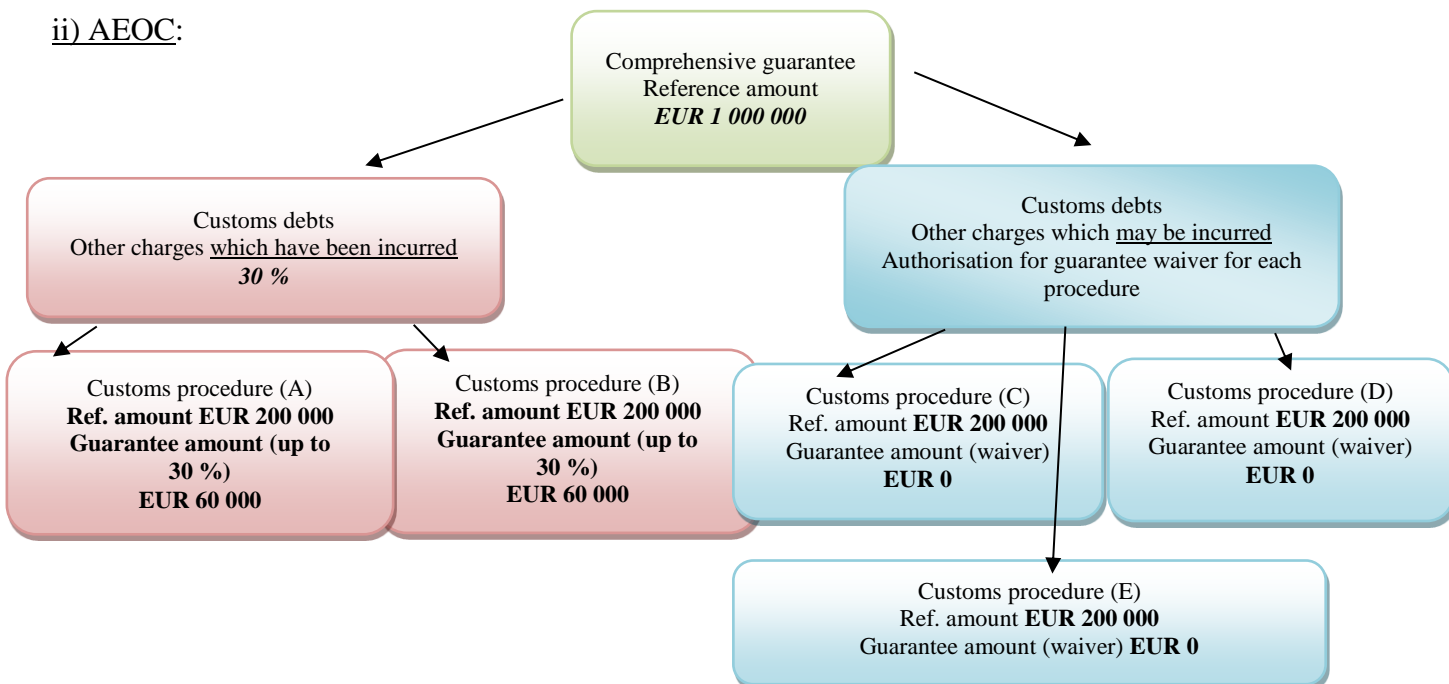 ii) AEOC:
Comprehensive guarantee
Reference amount
EUR 1 000 000
Customs debts
Other charges which have been incurred
30 %
Customs debts
Other charges which may be incurred
Authorisation for guarantee waiver for each
procedure
Customs procedure (A)
Ref. amount EUR 200 000
Guarantee amount (up to
30 %)
EUR 60 000
Customs procedure (B)
Ref. amount EUR 200 000
Guarantee amount (up to
30 %)
EUR 60 000
Customs procedure (C)
Ref. amount EUR 200 000
Guarantee amount (waiver)
EUR 0
Customs procedure (D)
Ref. amount EUR 200 000
Guarantee amount (waiver)
EUR 0
Customs procedure (E)
Ref. amount EUR 200 000
Guarantee amount (waiver) EUR 0